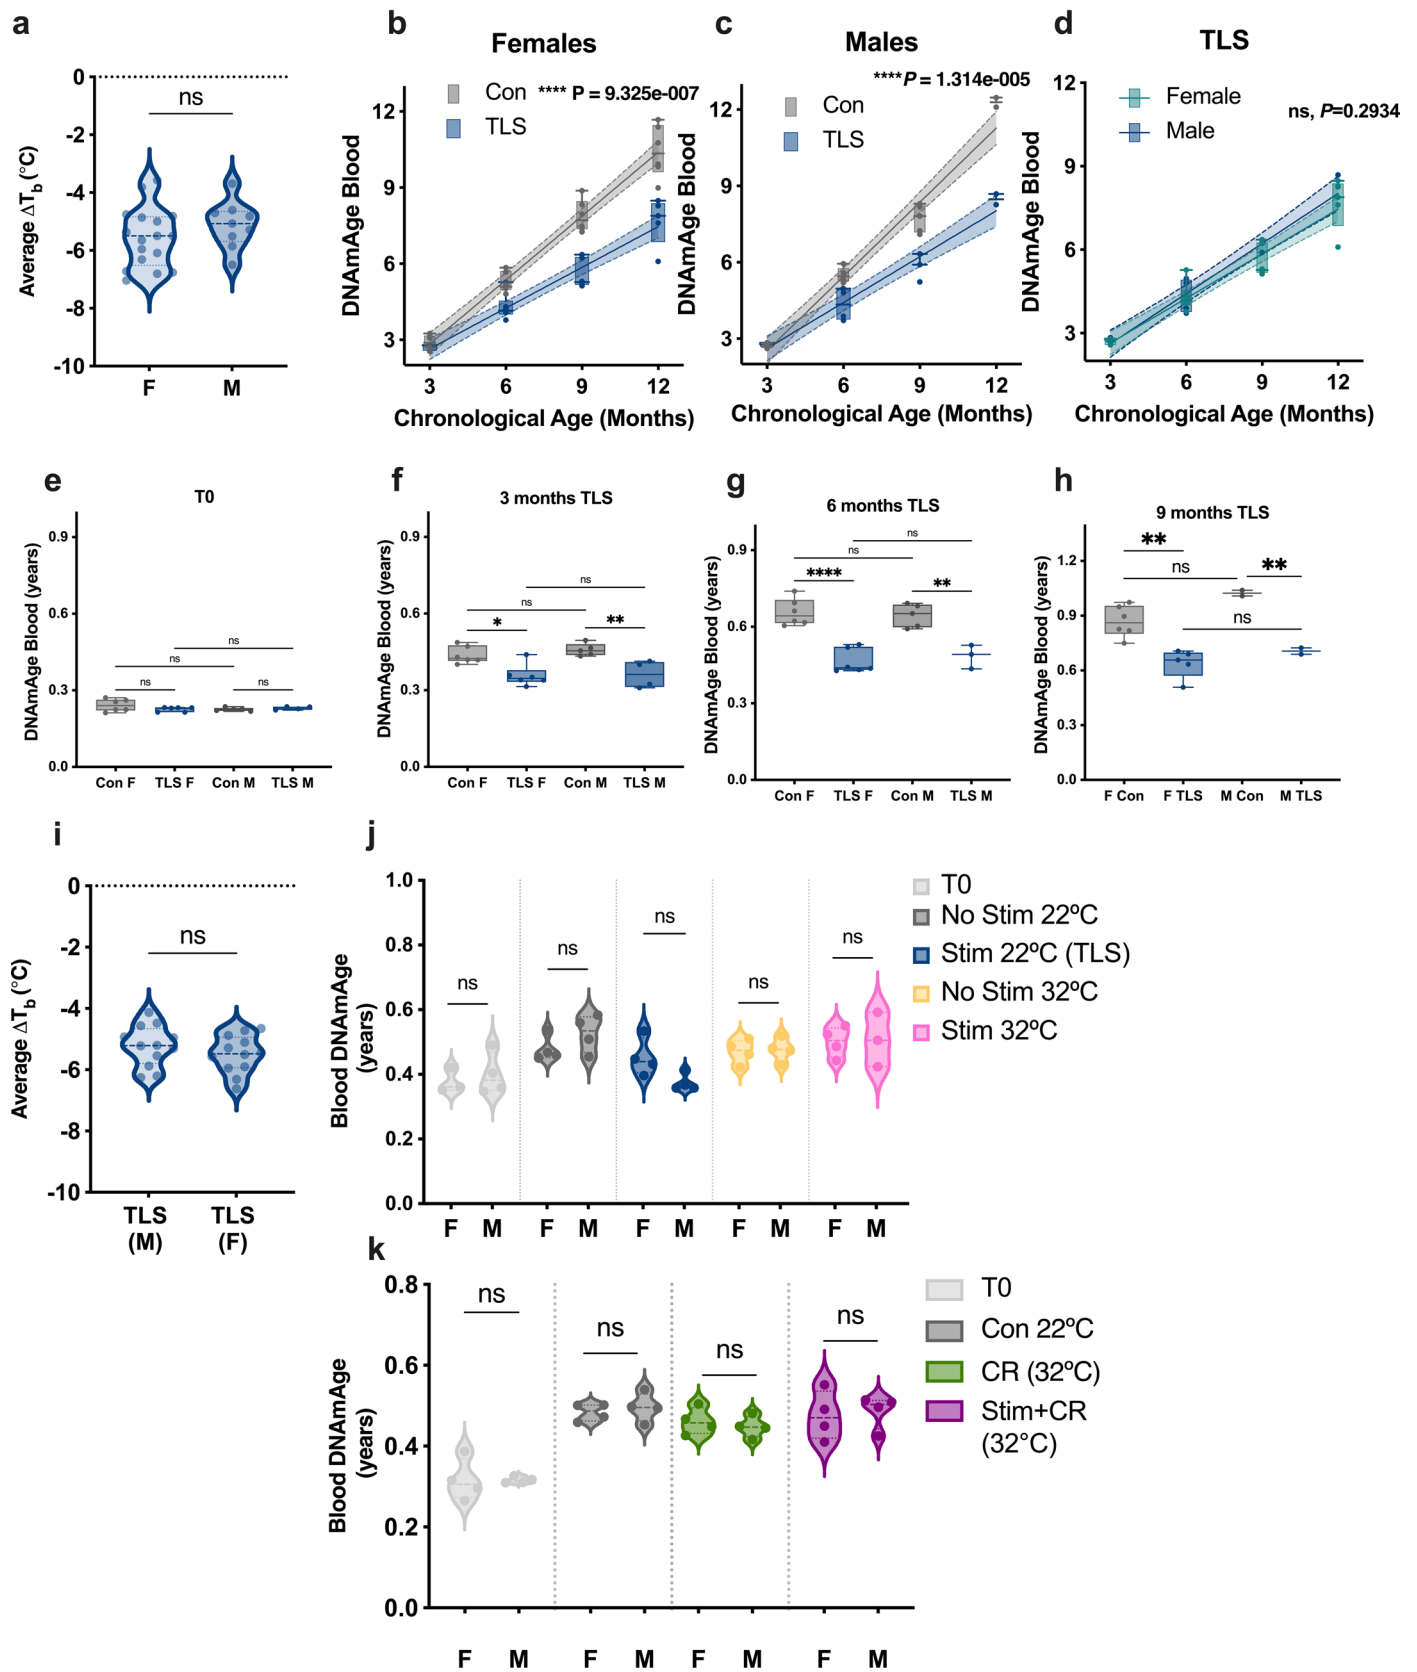 a
0
-2
-4
-6
-8
-10
Average ΔTb (°C)
ns
F M
b
Females
Con
TLS
**** P = 9.325e-007
12
9
6
3
DNAmAge Blood
3 6 9 12
Chronological Age (Months)
c
Males
****P = 1.314e-005
Con
TLS
12
9
6
3
DNAmAge Blood
3 6 9 12
Chronological Age (Months)
d
TLS
Female
Male
ns, P=0.2934
12
9
6
3
DNAmAge Blood
3 6 9 12
Chronological Age (Months)
e
T0
0.9
0.6
0.3
0.0
DNAmAge Blood (years)
ns
ns
ns ns
Con F TLS F Con M TLS M
f
3 months TLS
0.9
0.6
0.3
0.0
DNAmAge Blood (years)
ns
ns
* **
Con F TLS F Con M TLS M
g
6 months TLS
0.9
0.6
0.3
0.0
DNAmAge Blood (years)
ns
ns
**** **
Con F TLS F Con M TLS M
h
9 months TLS
1.2
0.9
0.6
0.3
0.0
DNAmAge Blood (years)
** **
ns
ns
F Con F TLS M Con M TLS
i
0
-2
-4
-6
-8
-10
Average ΔTb (°C)
ns
TLS TLS
(M) (F)
j
1.0
0.8
0.6
0.4
0.2
0.0
Blood DNAmAge
(years)
ns ns ns ns ns
F M F M F M F M F M
T0
No Stim 22ºC
Stim 22ºC (TLS)
No Stim 32ºC
Stim 32ºC
k
0.8
0.6
0.4
0.2
0.0
Blood DNAmAge
(years)
ns ns ns ns
F M F M F M F M
T0
Con 22ºC
CR (32ºC)
Stim+CR
(32°C)